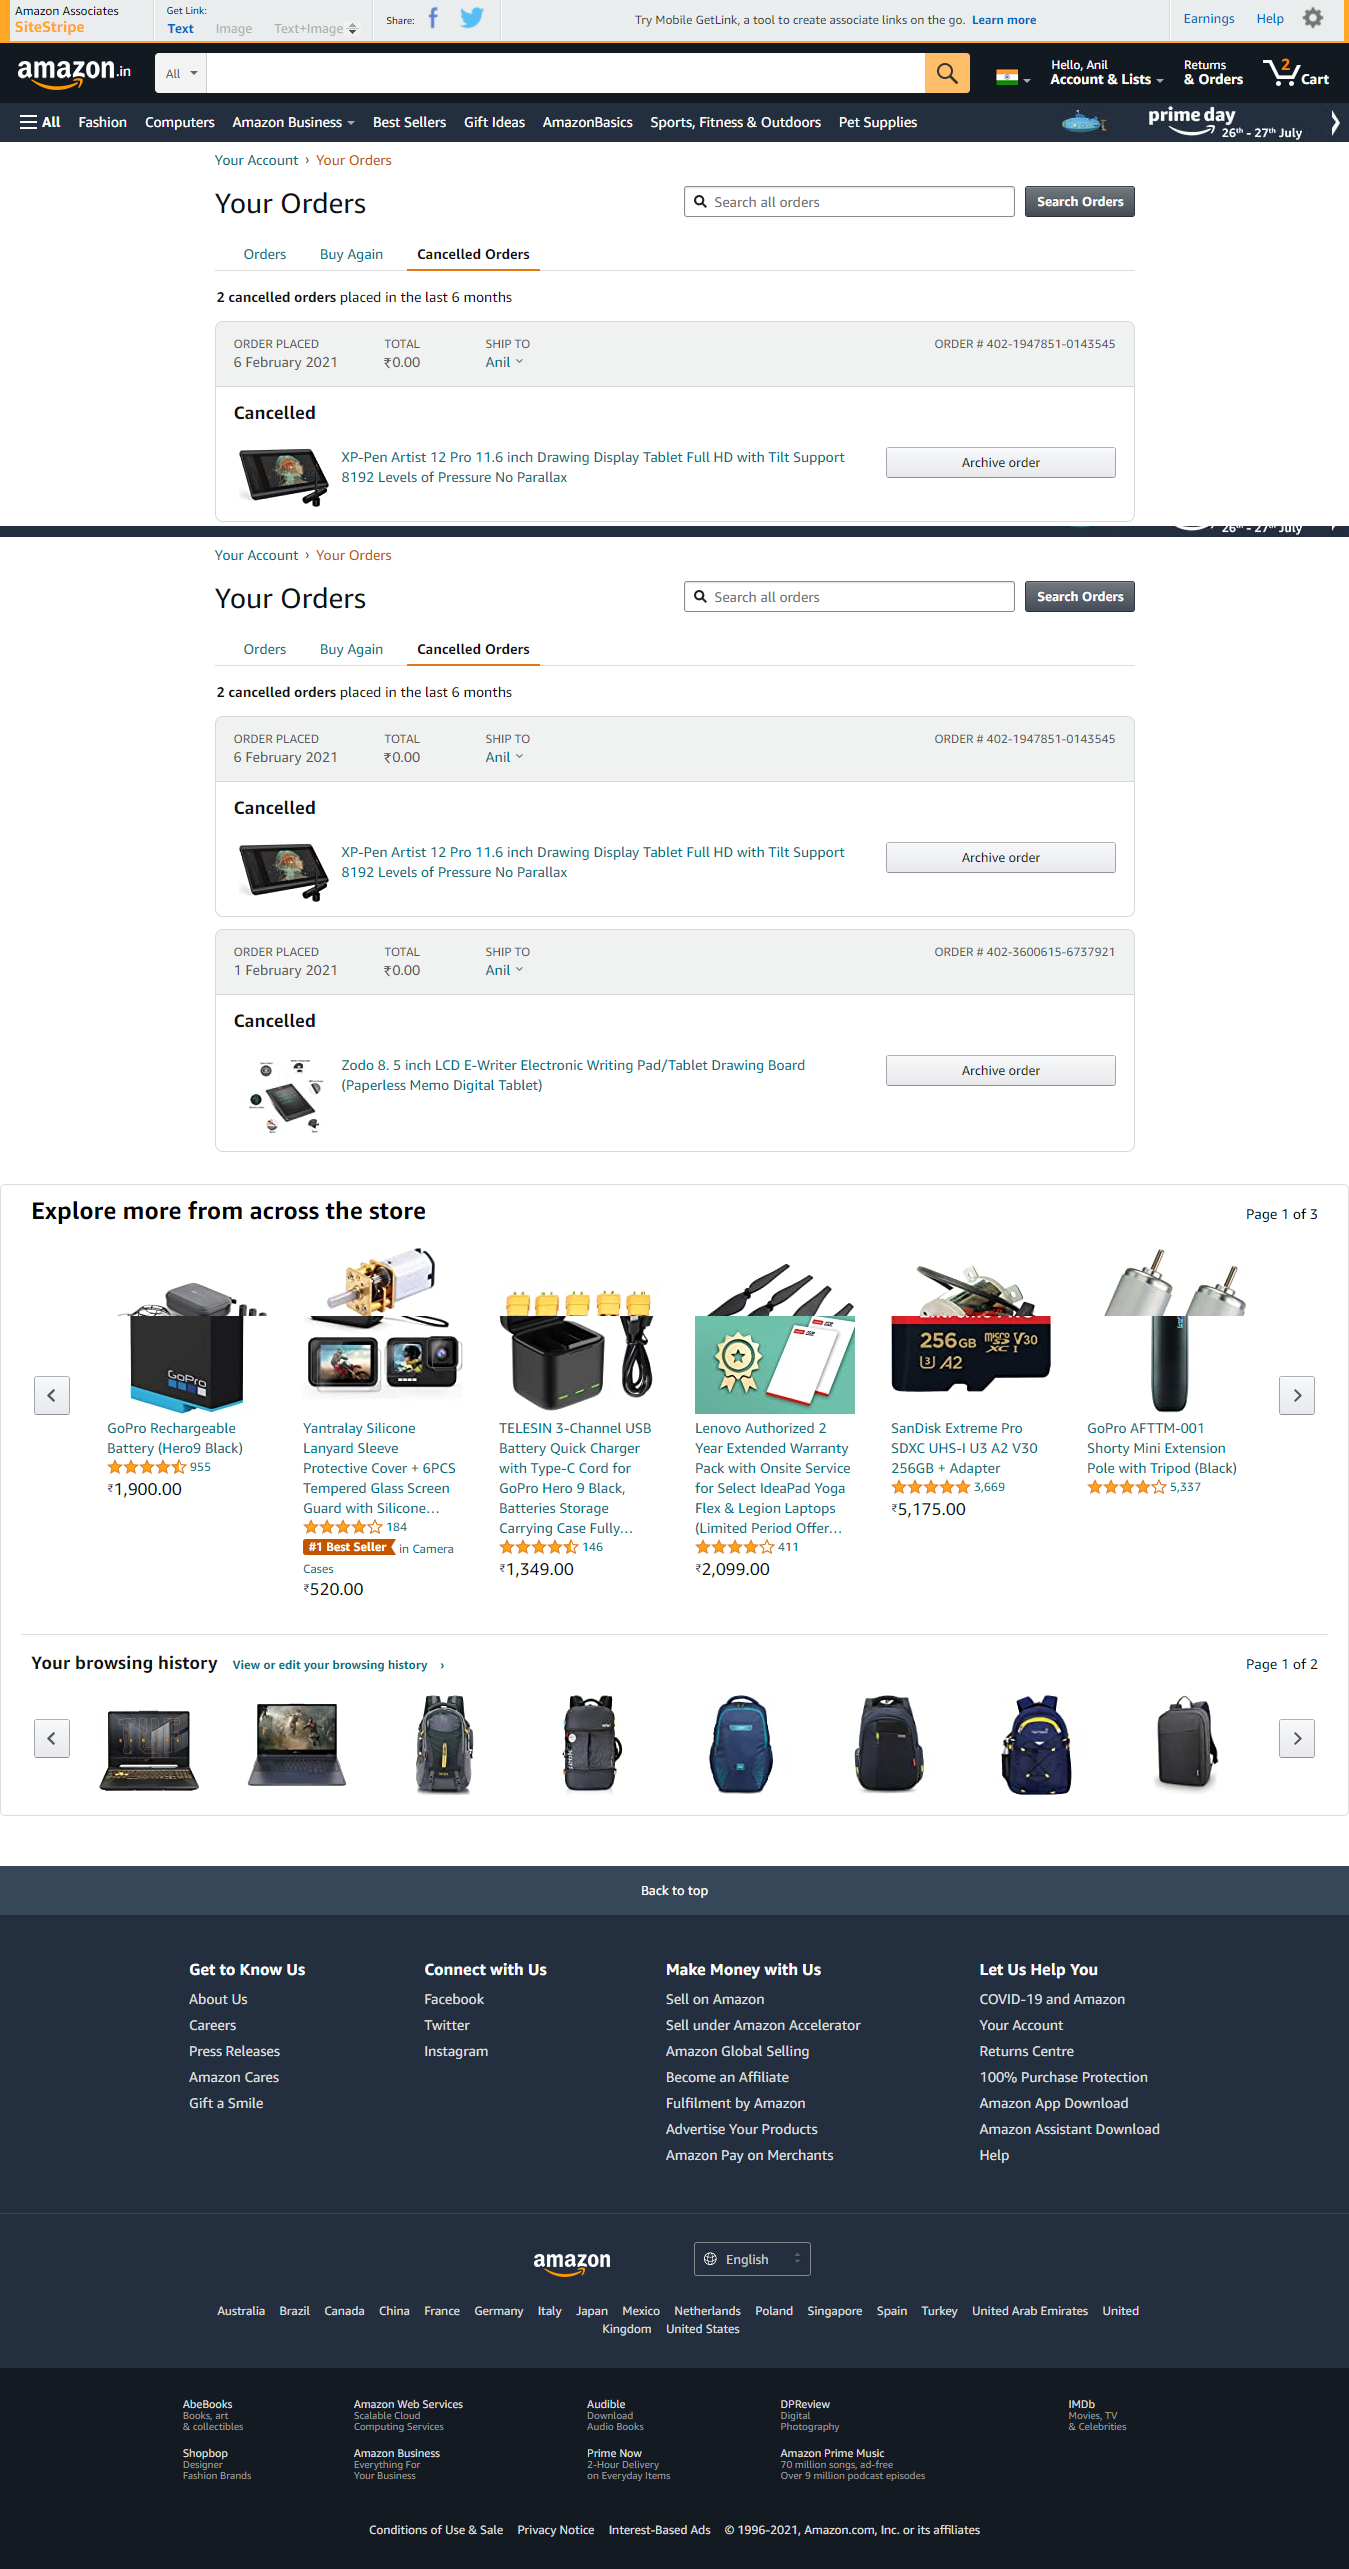 Amazon Associates
SiteStripe
Get Link:
Text Image Text+Image
Share:
Try Mobile GetLink, a tool to create associate links on the go. Learn more
Earnings Help
amazon.in
All
Hello, Anil
Account & Lists
Returns
& Orders
2
Cart
All Fashion Computers Amazon Business Best Sellers Gift Ideas AmazonBasics Sports, Fitness & Outdoors Pet Supplies
prime day
26th - 27th July
Your Account › Your Orders
Your Orders
Search all orders
Search Orders
Orders Buy Again Cancelled Orders
2 cancelled orders placed in the last 6 months
ORDER PLACED TOTAL SHIP TO ORDER # 402-1947851-0143545
6 February 2021 ₹0.00 Anil
Cancelled
XP-Pen Artist 12 Pro 11.6 inch Drawing Display Tablet Full HD with Tilt Support
8192 Levels of Pressure No Parallax
Archive order
26th - 27th July
Your Account › Your Orders
Your Orders
Search all orders
Search Orders
Orders Buy Again Cancelled Orders
2 cancelled orders placed in the last 6 months
ORDER PLACED TOTAL SHIP TO ORDER # 402-1947851-0143545
6 February 2021 ₹0.00 Anil
Cancelled
XP-Pen Artist 12 Pro 11.6 inch Drawing Display Tablet Full HD with Tilt Support
8192 Levels of Pressure No Parallax
Archive order
ORDER PLACED TOTAL SHIP TO ORDER # 402-3600615-6737921
1 February 2021 ₹0.00 Anil
Cancelled
Zodo 8. 5 inch LCD E-Writer Electronic Writing Pad/Tablet Drawing Board
(Paperless Memo Digital Tablet)
Archive order
Explore more from across the store
Page 1 of 3
GoPro
Extreme PRO
256GB micro SD XC I V30
U3 A2
GoPro Rechargeable
Battery (Hero9 Black)
955
₹1,900.00
Yantralay Silicone
Lanyard Sleeve
Protective Cover + 6PCS
Tempered Glass Screen
Guard with Silicone...
184
#1 Best Seller in Camera
Cases
₹520.00
TELESIN 3-Channel USB
Battery Quick Charger
with Type-C Cord for
GoPro Hero 9 Black,
Batteries Storage
Carrying Case Fully...
146
₹1,349.00
Lenovo Authorized 2
Year Extended Warranty
Pack with Onsite Service
for Select IdeaPad Yoga
Flex & Legion Laptops
(Limited Period Offer...
411
₹2,099.00
SanDisk Extreme Pro
SDXC UHS-I U3 A2 V30
256GB + Adapter
3,669
₹5,175.00
GoPro AFTTM-001
Shorty Mini Extension
Pole with Tripod (Black)
5,337
Your browsing history View or edit your browsing history ›
Page 1 of 2
Back to top
Get to Know Us
About Us
Careers
Press Releases
Amazon Cares
Gift a Smile
Connect with Us
Facebook
Twitter
Instagram
Make Money with Us
Sell on Amazon
Sell under Amazon Accelerator
Amazon Global Selling
Become an Affiliate
Fulfilment by Amazon
Advertise Your Products
Amazon Pay on Merchants
Let Us Help You
COVID-19 and Amazon
Your Account
Returns Centre
100% Purchase Protection
Amazon App Download
Amazon Assistant Download
Help
amazon
English
Australia Brazil Canada China France Germany Italy Japan Mexico Netherlands Poland Singapore Spain Turkey United Arab Emirates United
Kingdom United States
AbeBooks
Books, art
& collectibles
Amazon Web Services
Scalable Cloud
Computing Services
Audible
Download
Audio Books
DPReview
Digital
Photography
IMDb
Movies, TV
& Celebrities
Shopbop
Designer
Fashion Brands
Amazon Business
Everything For
Your Business
Prime Now
2-Hour Delivery
on Everyday Items
Amazon Prime Music
70 million songs, ad-free
Over 9 million podcast episodes
Conditions of Use & Sale Privacy Notice Interest-Based Ads © 1996-2021, Amazon.com, Inc. or its affiliates